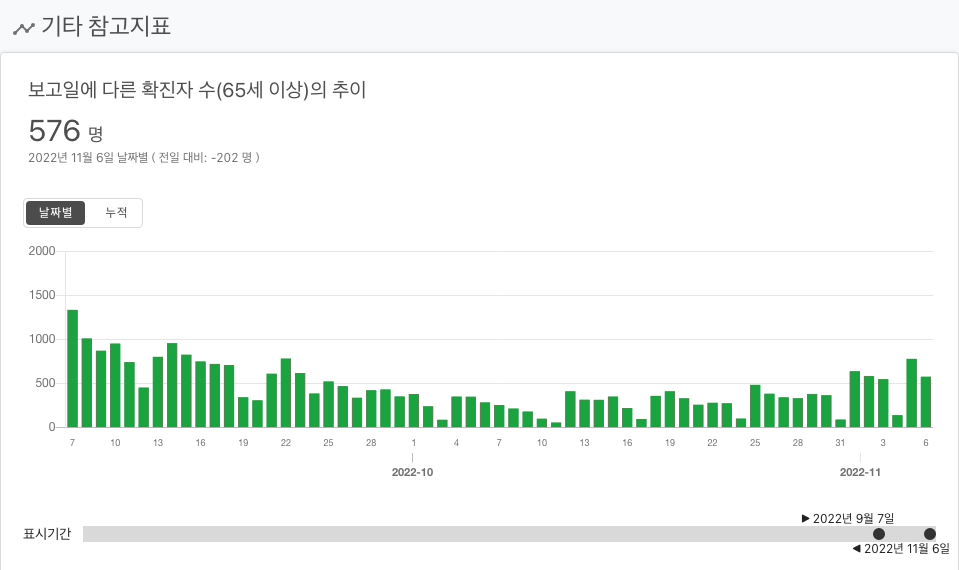 기타 참고지표
보고일에 다른 확진자 수(65세 이상)의 추이
576 명
2022년 11월 6일 날짜별 ( 전일 대비: -202 명 )
날짜별 누적
2000
1500
1000
500
0
7 10 13 16 19 22 25 28 1 4 7 10 13 16 19 22 25 28 31 3 6
2022-10 2022-11
▶ 2022년 9월 7일
표시기간
◀ 2022년 11월 6일